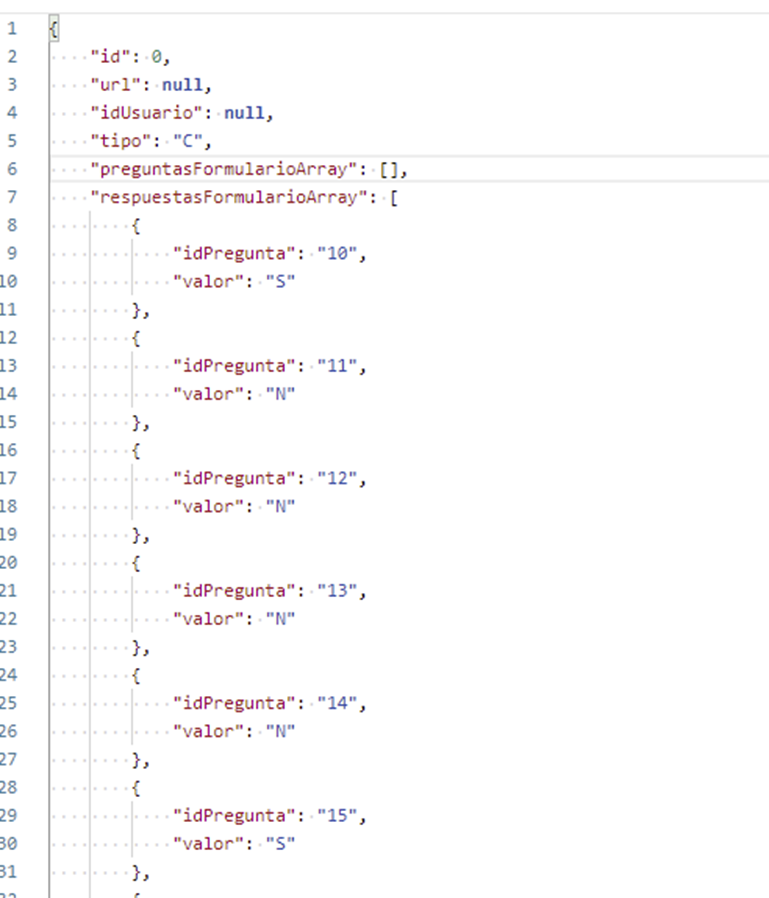 1 {
2 "id": 0,
3 "url": null,
4 "idUsuario": null,
5 "tipo": "C",
6 "preguntasFormularioArray": [],
7 "respuestasFormularioArray": [
8 {
9 "idPregunta": "10",
10 "valor": "S"
11 },
12 {
13 "idPregunta": "11",
14 "valor": "N"
15 },
16 {
17 "idPregunta": "12",
18 "valor": "N"
19 },
20 {
21 "idPregunta": "13",
22 "valor": "N"
23 },
24 {
25 "idPregunta": "14",
26 "valor": "N"
27 },
28 {
29 "idPregunta": "15",
30 "valor": "S"
31 },